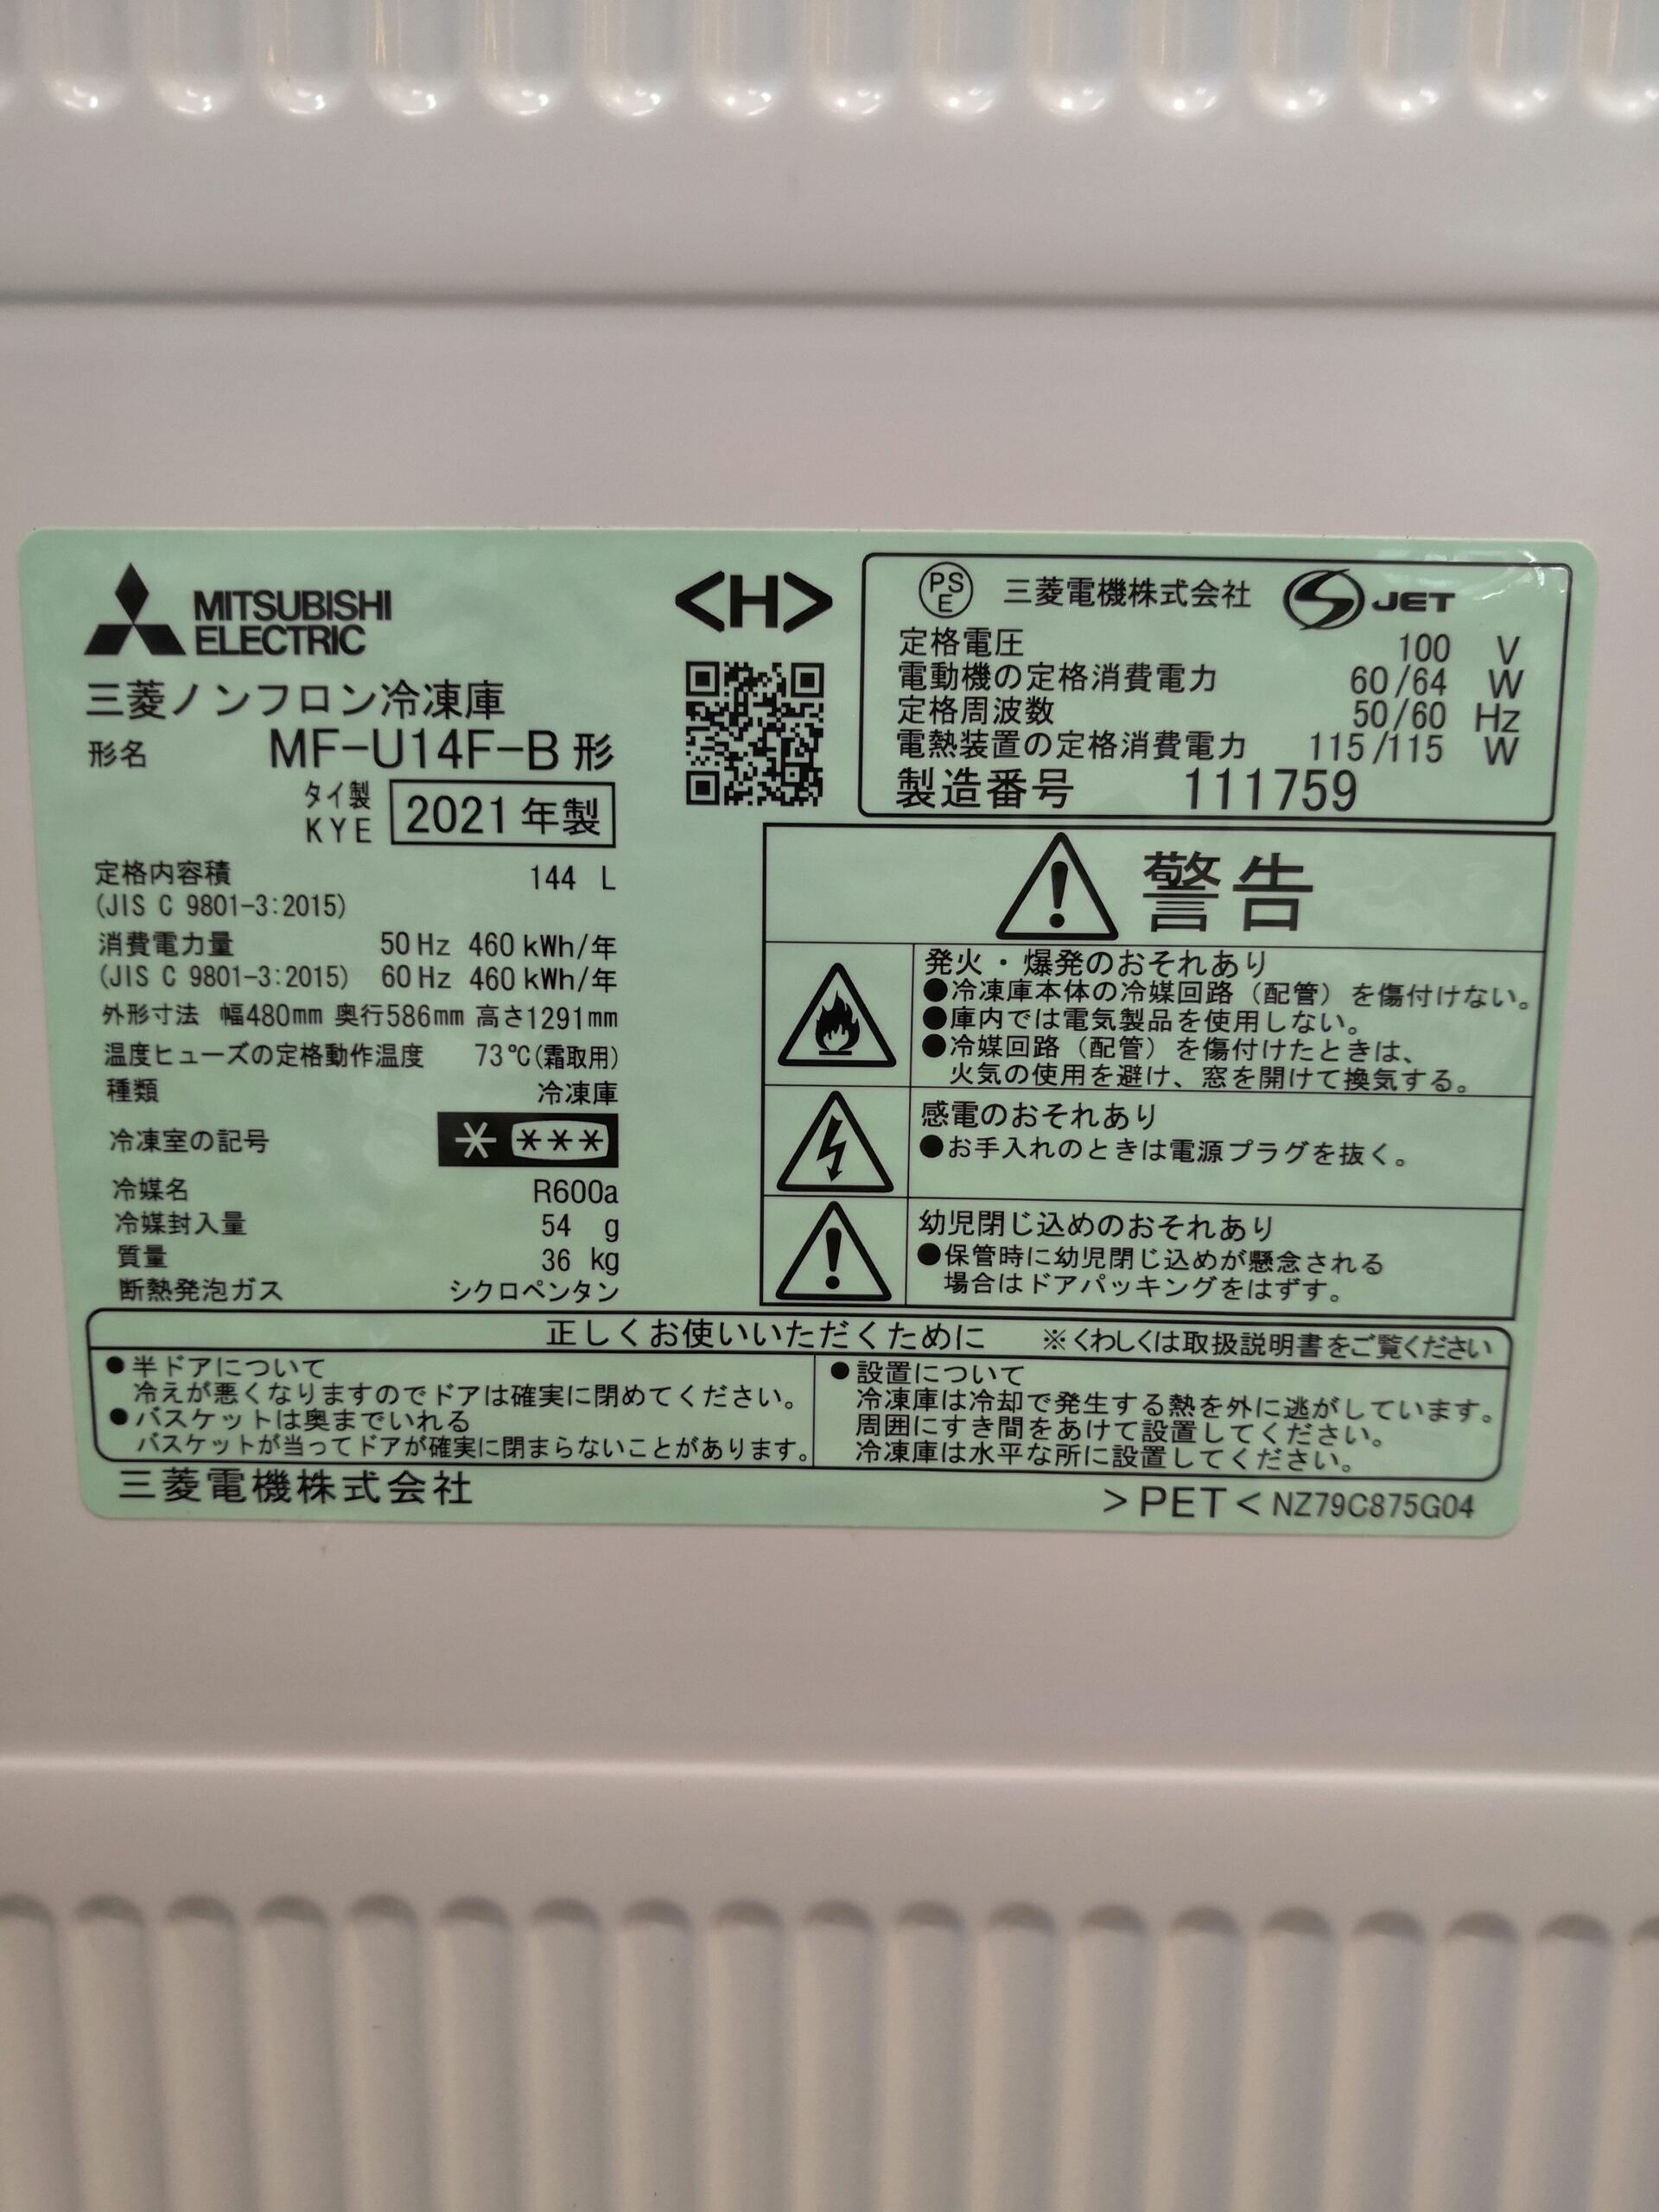 MITSUBISHI
ELECTRIC
三菱ノンフロン冷凍庫
形名 MF-U14F-B 形
タイ製
KYE
2021 年製
定格内容積 144 L
(JIS C 9801-3:2015)
消費電力量 50 Hz 460 kWh/年
(JIS C 9801-3:2015) 60 Hz 460 kWh/年
外形寸法 幅480mm 奥行586mm 高さ1291mm
温度ヒューズの定格動作温度 73℃(霜取用)
種類 冷凍庫
冷凍室の記号 * ***
冷媒名 R600a
冷媒封入量 54 g
質量 36 kg
断熱発泡ガス シクロペンタン
<H>
PS
E
三菱電機株式会社
JET
定格電圧 100 V
電動機の定格消費電力 60/64 W
定格周波数 50/60 Hz
電熱装置の定格消費電力 115/115 W
製造番号 111759
警告
発火・爆発のおそれあり
●冷凍庫本体の冷媒回路(配管)を傷付けない。
●庫内では電気製品を使用しない。
●冷媒回路(配管)を傷付けたときは、
火気の使用を避け、窓を開けて換気する。
感電のおそれあり
●お手入れのときは電源プラグを抜く。
幼児閉じ込めのおそれあり
●保管時に幼児閉じ込めが懸念される
場合はドアパッキングをはずす。
正しくお使いいただくために ※くわしくは取扱説明書をご覧ください
●半ドアについて
冷えが悪くなりますのでドアは確実に閉めてください。
●バスケットは奥までいれる
バスケットが当ってドアが確実に閉まらないことがあります。
●設置について
冷凍庫は冷却で発生する熱を外に逃がしています。
周囲にすき間をあけて設置してください。
冷凍庫は水平な所に設置してください。
三菱電機株式会社
>PET< NZ79C875G04